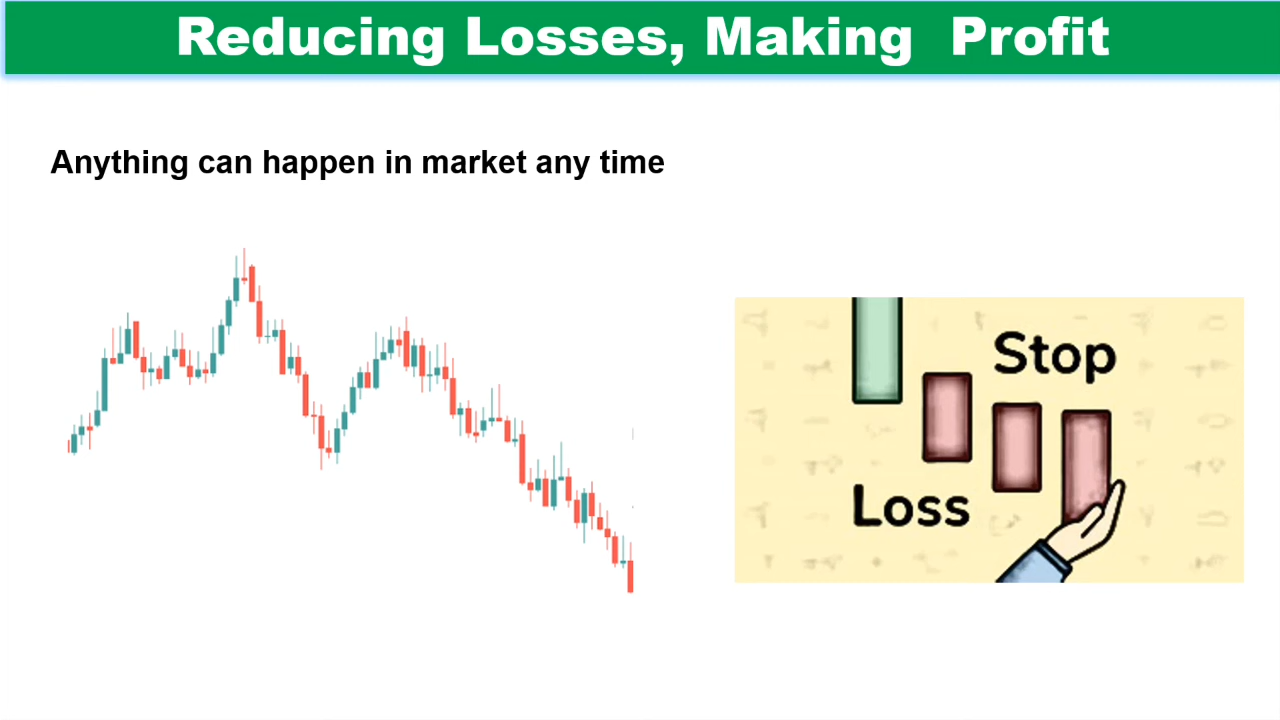 Reducing Losses, Making  Profit
Anything can happen in market any time
Stop
Loss